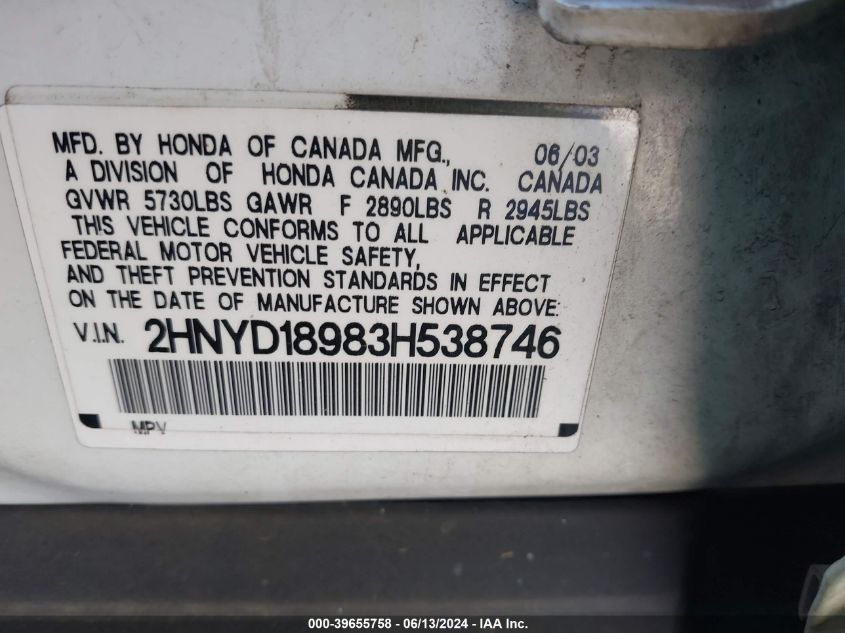 MFD. BY HONDA OF CANADA MFG., 06/03
A DIVISION OF HONDA CANADA INC. CANADA
GVWR 5730LBS GAWR F 2890LBS R 2945LBS
THIS VEHICLE CONFORMS TO ALL APPLICABLE
FEDERAL MOTOR VEHICLE SAFETY,
AND THEFT PREVENTION STANDARDS IN EFFECT
ON THE DATE OF MANUFACTURE SHOWN ABOVE:
V.I.N. 2HNYD18983H538746
MPV
000-39655758 - 06/13/2024 - IAA Inc.